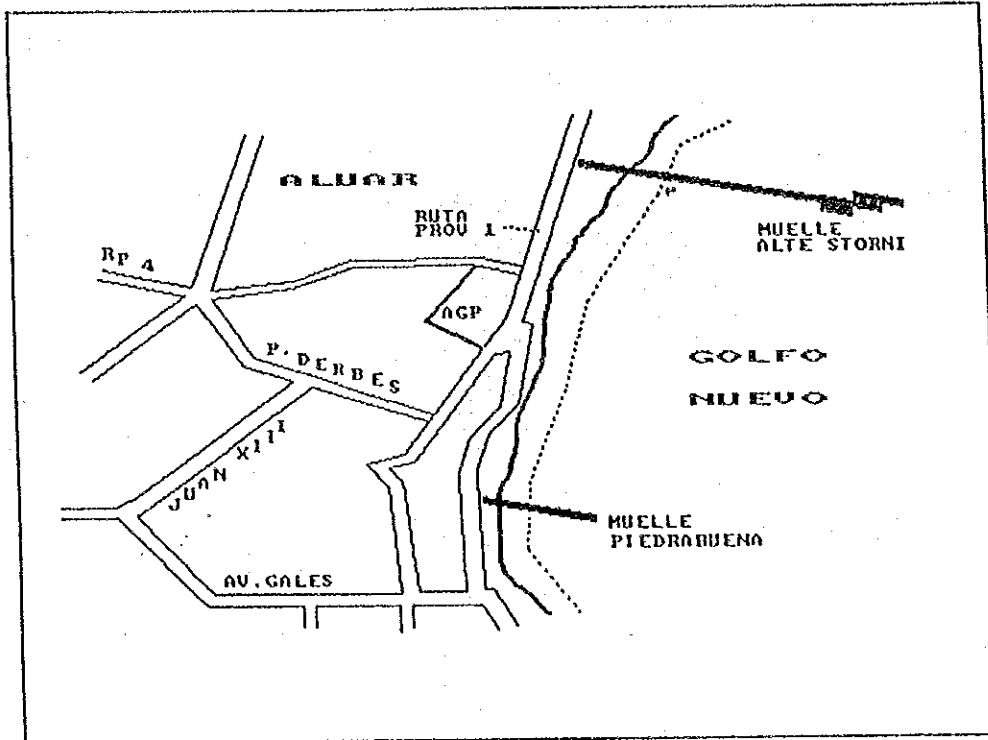 ALUAR
RUTA
PROV 1
MUELLE
ALTE STORNI
RP 4
AGP
P. DERBES
GOLFO
NUEVO
JUAN XIII
MUELLE
PIEDRABUENA
AV. GALES